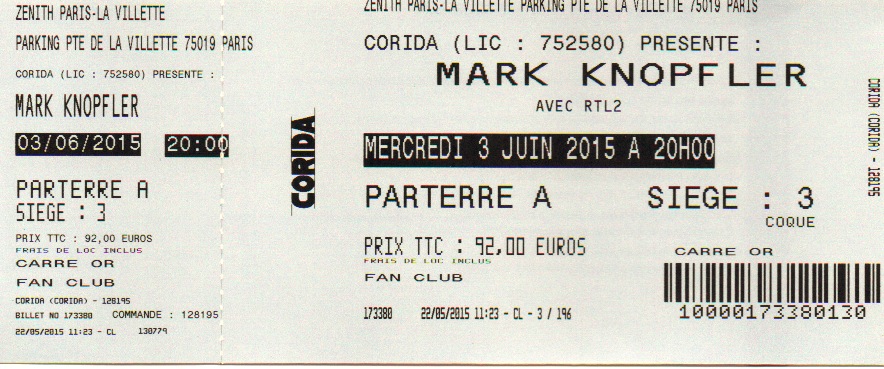 ZENITH PARIS-LA VILLETTE
PARKING PTE DE LA VILLETTE 75019 PARIS
CORIDA (LIC : 752580) PRESENTE :
MARK KNOPFLER
03/06/2015 20:00
PARTERRE A
SIEGE : 3
PRIX TTC : 92,00 EUROS
FRAIS DE LOC INCLUS
CARRE OR
FAN CLUB
CORIDA (CORIDA) - 128195
BILLET NO 173380 COMMANDE : 128195
22/05/2015 11:23 - CL 130779
CORIDA
ZENITH PARIS-LA VILLETTE PARKING PTE DE LA VILLETTE 75019 PARIS
CORIDA (LIC : 752580) PRESENTE :
MARK KNOPFLER
AVEC RTL2
MERCREDI 3 JUIN 2015 A 20H00
PARTERRE A SIEGE : 3
COQUE
PRIX TTC : 92,00 EUROS
FRAIS DE LOC INCLUS
CARRE OR
FAN CLUB
173380 22/05/2015 11:23 - CL - 3 / 196
10000173380130
CORIDA (CORIDA) - 128195